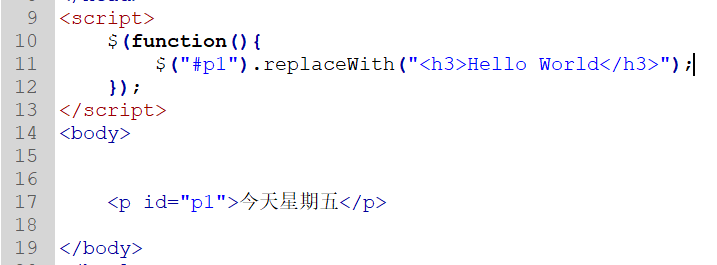 9 <script>
10 $(function(){
11 $("#p1").replaceWith("<h3>Hello World</h3>");
12 });
13 </script>
14 <body>
15
16
17 <p id="p1">今天星期五</p>
18
19 </body>